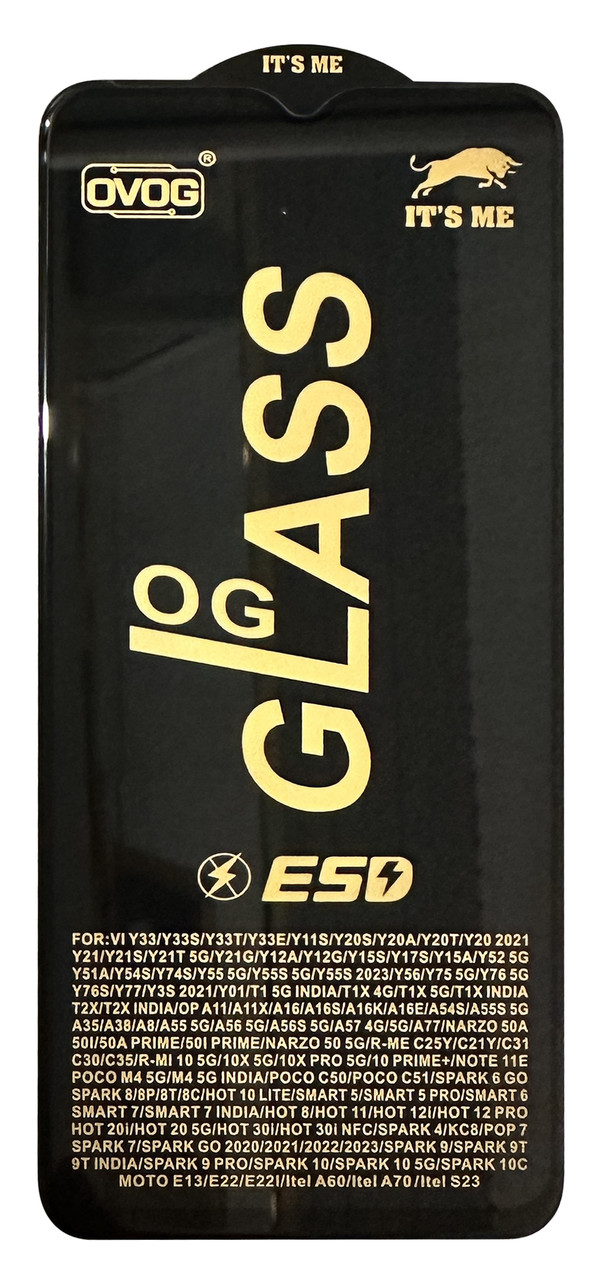 IT'S ME
OVOG®
IT'S ME
OG
GLASS
ESD
FOR:VI Y33/Y33S/Y33T/Y33E/Y11S/Y20S/Y20A/Y20T/Y20 2021
Y21/Y21S/Y21T 5G/Y21G/Y12A/Y12G/Y15S/Y17S/Y15A/Y52 5G
Y51A/Y54S/Y74S/Y55 5G/Y55S 5G/Y55S 2023/Y56/Y75 5G/Y76 5G
Y76S/Y77/Y3S 2021/Y01/T1 5G INDIA/T1X 4G/T1X 5G/T1X INDIA
T2X/T2X INDIA/OP A11/A11X/A16/A16S/A16K/A16E/A54S/A55S 5G
A35/A38/A8/A55 5G/A56 5G/A56S 5G/A57 4G/5G/A77/NARZO 50A
50I/50A PRIME/50I PRIME/NARZO 50 5G/R-ME C25Y/C21Y/C31
C30/C35/R-MI 10 5G/10X 5G/10X PRO 5G/10 PRIME+/NOTE 11E
POCO M4 5G/M4 5G INDIA/POCO C50/POCO C51/SPARK 6 GO
SPARK 8/8P/8T/8C/HOT 10 LITE/SMART 5/SMART 5 PRO/SMART 6
SMART 7/SMART 7 INDIA/HOT 8/HOT 11/HOT 12i/HOT 12 PRO
HOT 20i/HOT 20 5G/HOT 30i/HOT 30i NFC/SPARK 4/KC8/POP 7
SPARK 7/SPARK GO 2020/2021/2022/2023/SPARK 9/SPARK 9T
9T INDIA/SPARK 9 PRO/SPARK 10/SPARK 10 5G/SPARK 10C
MOTO E13/E22/E22I/Itel A60/Itel A70/Itel S23